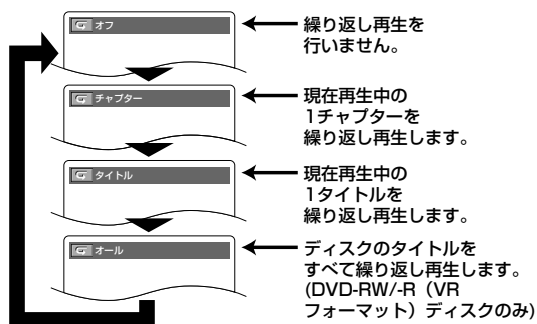 オフ
繰り返し再生を
行いません。
チャプター
現在再生中の
1チャプターを
繰り返し再生します。
タイトル
現在再生中の
1タイトルを
繰り返し再生します。
オール
ディスクのタイトルを
すべて繰り返し再生します。
(DVD-RW/-R（VR
フォーマット）ディスクのみ)